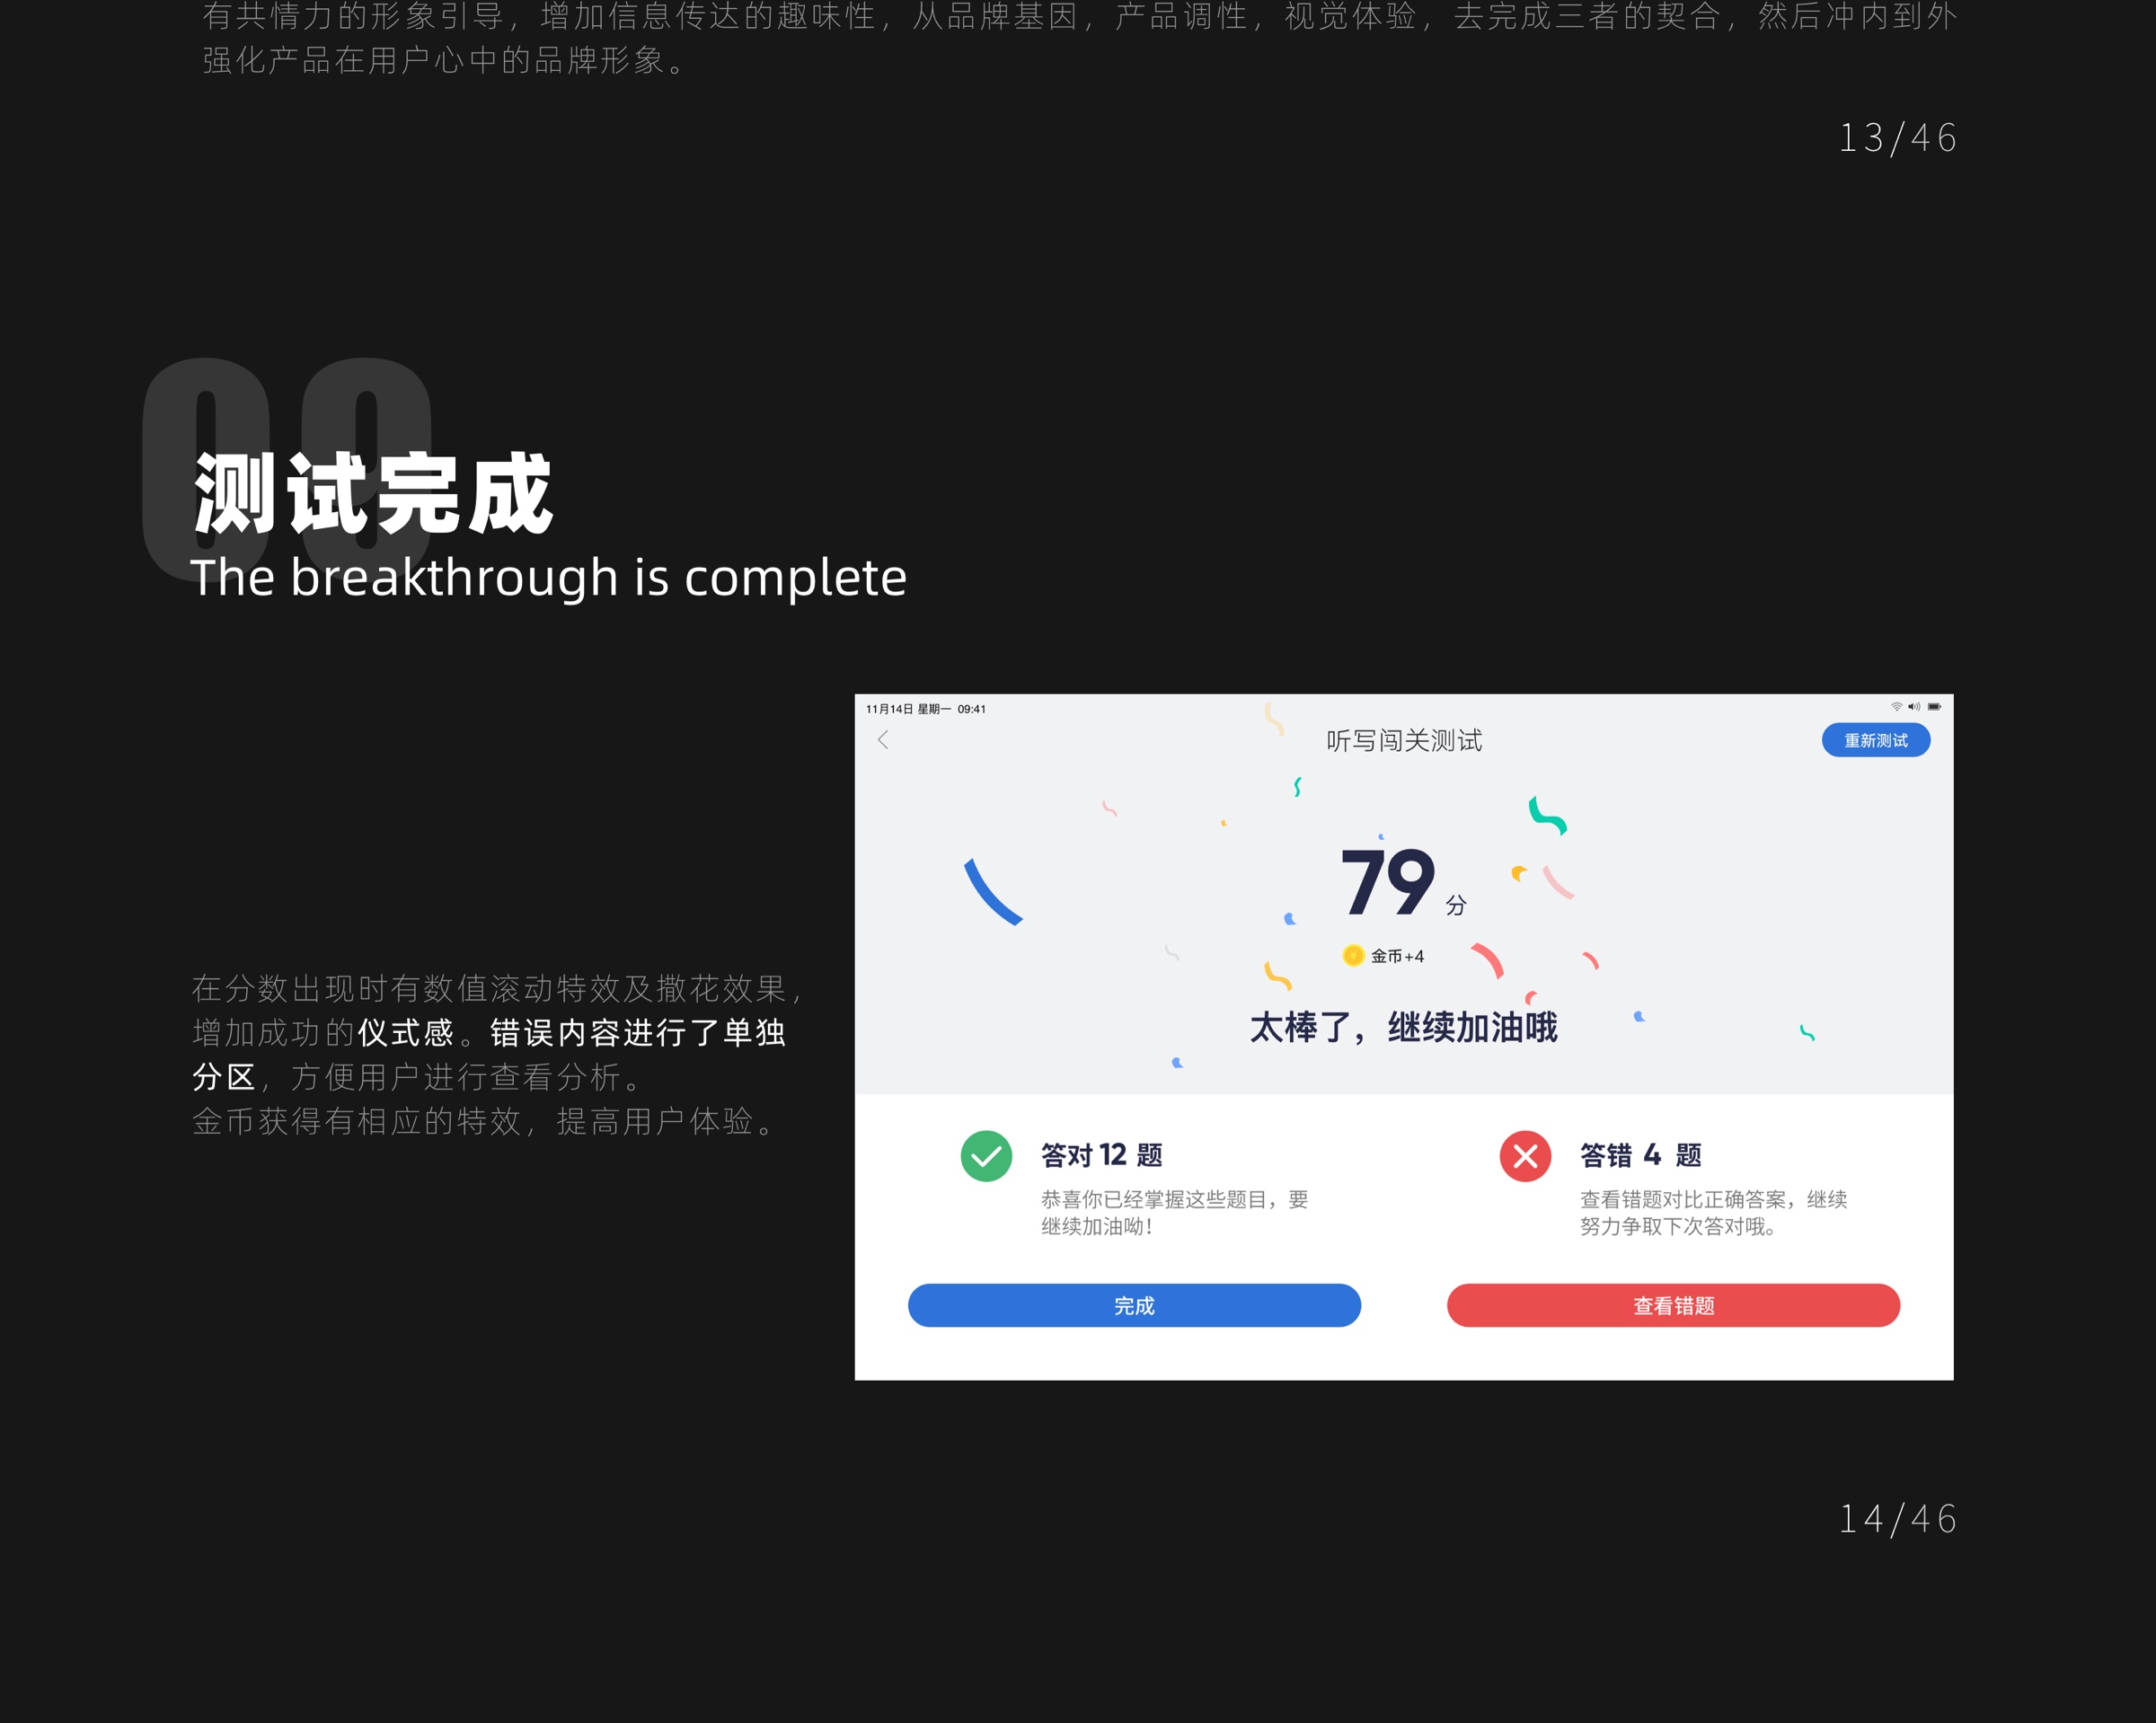 有共情力的形象引导，增加信息传达的趣味性，从品牌基因，产品调性，视觉体验，去完成三者的契合，然后冲内到外
强化产品在用户心中的品牌形象。
13/46
09
测试完成
The breakthrough is complete
在分数出现时有数值滚动特效及撒花效果，
增加成功的仪式感。错误内容进行了单独
分区，方便用户进行查看分析。
金币获得有相应的特效，提高用户体验。
11月14日 星期一 09:41
听写闯关测试
重新测试
79 分
金币+4
太棒了，继续加油哦
答对 12 题
恭喜你已经掌握这些题目，要
继续加油呦！
完成
答错 4 题
查看错题对比正确答案，继续
努力争取下次答对哦。
查看错题
14/46